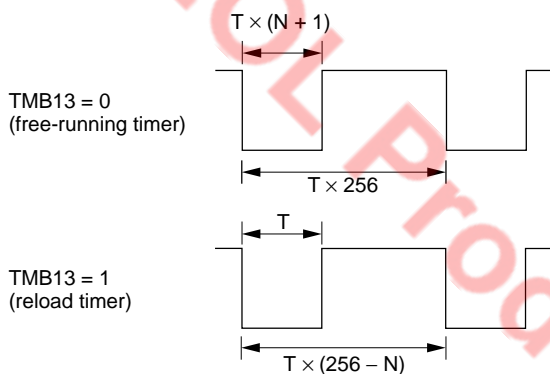 T × (N + 1)
TMB13 = 0
(free-running timer)
T × 256
T
TMB13 = 1
(reload timer)
T × (256 – N)